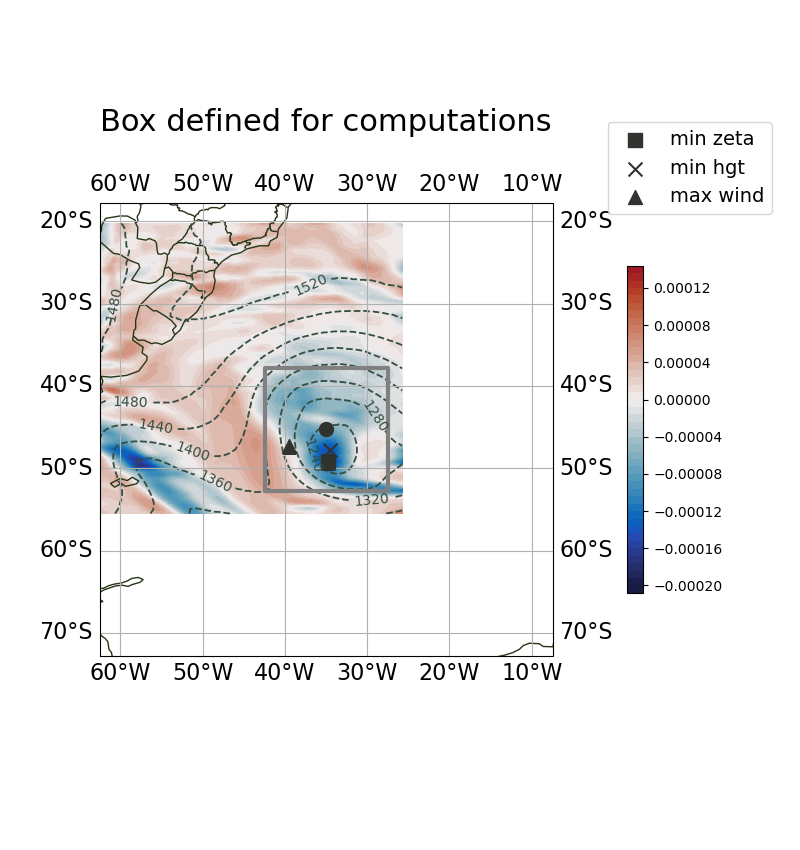 Box defined for computations
min zeta
min hgt
max wind
60°W 50°W 40°W 30°W 20°W 10°W
20°S 20°S
30°S 30°S
40°S 40°S
50°S 50°S
60°S 60°S
70°S 70°S
60°W 50°W 40°W 30°W 20°W 10°W
1520
1480
1480
1440
1400
1360
1280
1240
1320
0.00012
0.00008
0.00004
0.00000
−0.00004
−0.00008
−0.00012
−0.00016
−0.00020